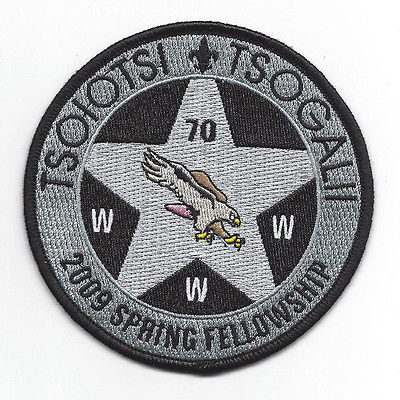 TSOIOTSI TSOGALII
70
W W
W
2009 SPRING FELLOWSHIP